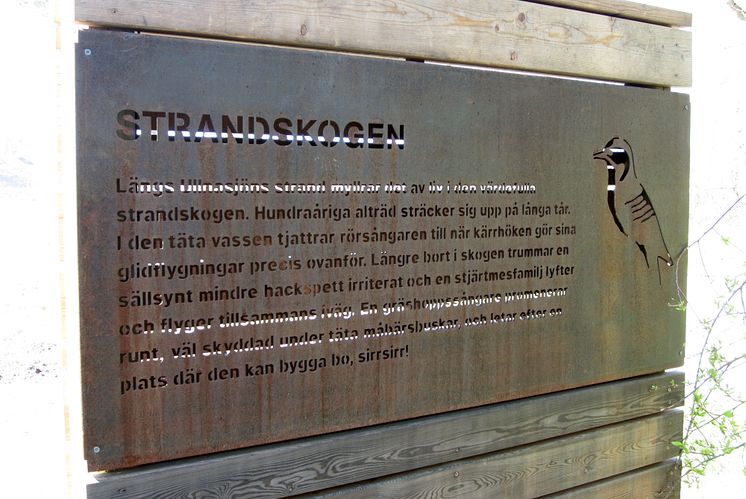 STRANDSKOGEN
Längs Ullnasjöns strand myllrar det av liv i den värdefulla
strandskogen. Hundraåriga alträd sträcker sig upp på långa tår.
I den täta vassen tjattrar rörsångaren till när kärrhöken gör sina
glidflygningar precis ovanför. Längre bort i skogen trummar en
sällsynt mindre hackspett irriterat och en stjärtmesfamilj lyfter
och flyger tillsammans iväg. En gräshoppssångare promenerar
runt, väl skyddad under täta måbärsbuskar, och letar efter en
plats där den kan bygga bo, sirrsirr!